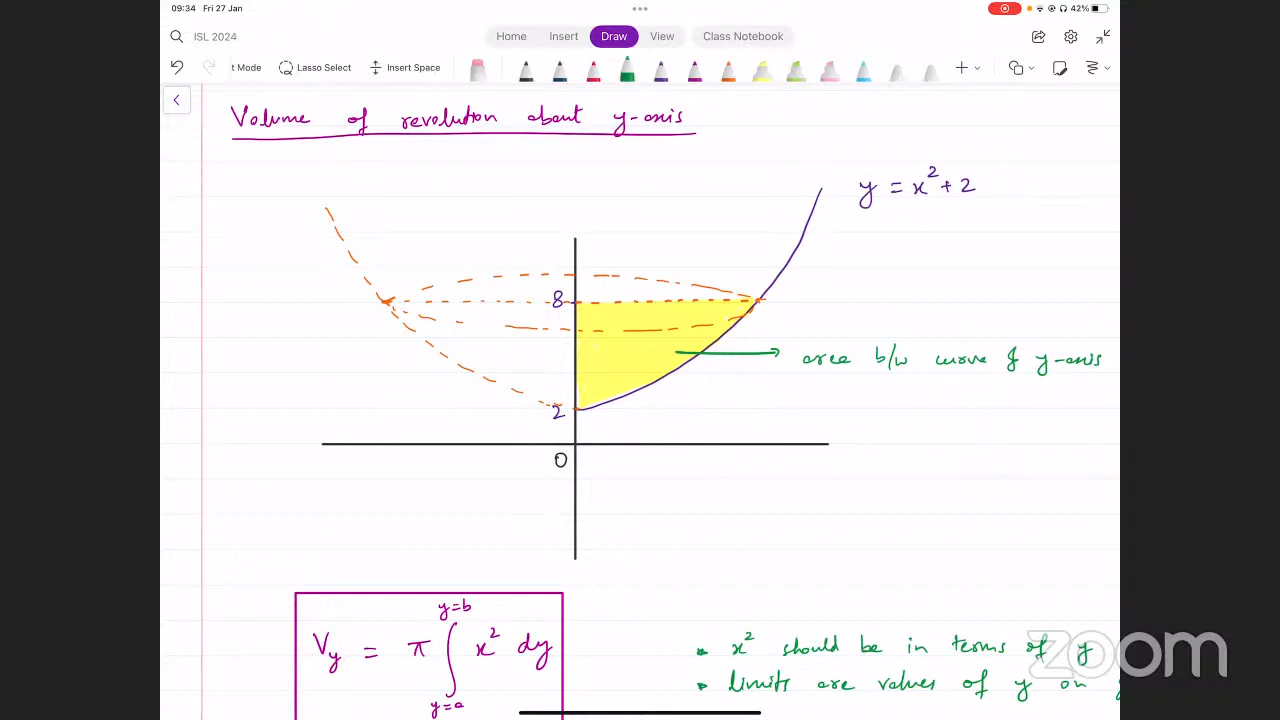 09:34 Fri 27 Jan
42%
ISL 2024
Home Insert Draw View Class Notebook
t Mode Lasso Select Insert Space
Volume of revolution about y-axis
y = x² + 2
8
area b/w curve & y-axis
2
O
y=b
V_y = π ∫ x² dy
y=a
• x² should be in terms of y
• limits are values of y on
zoom